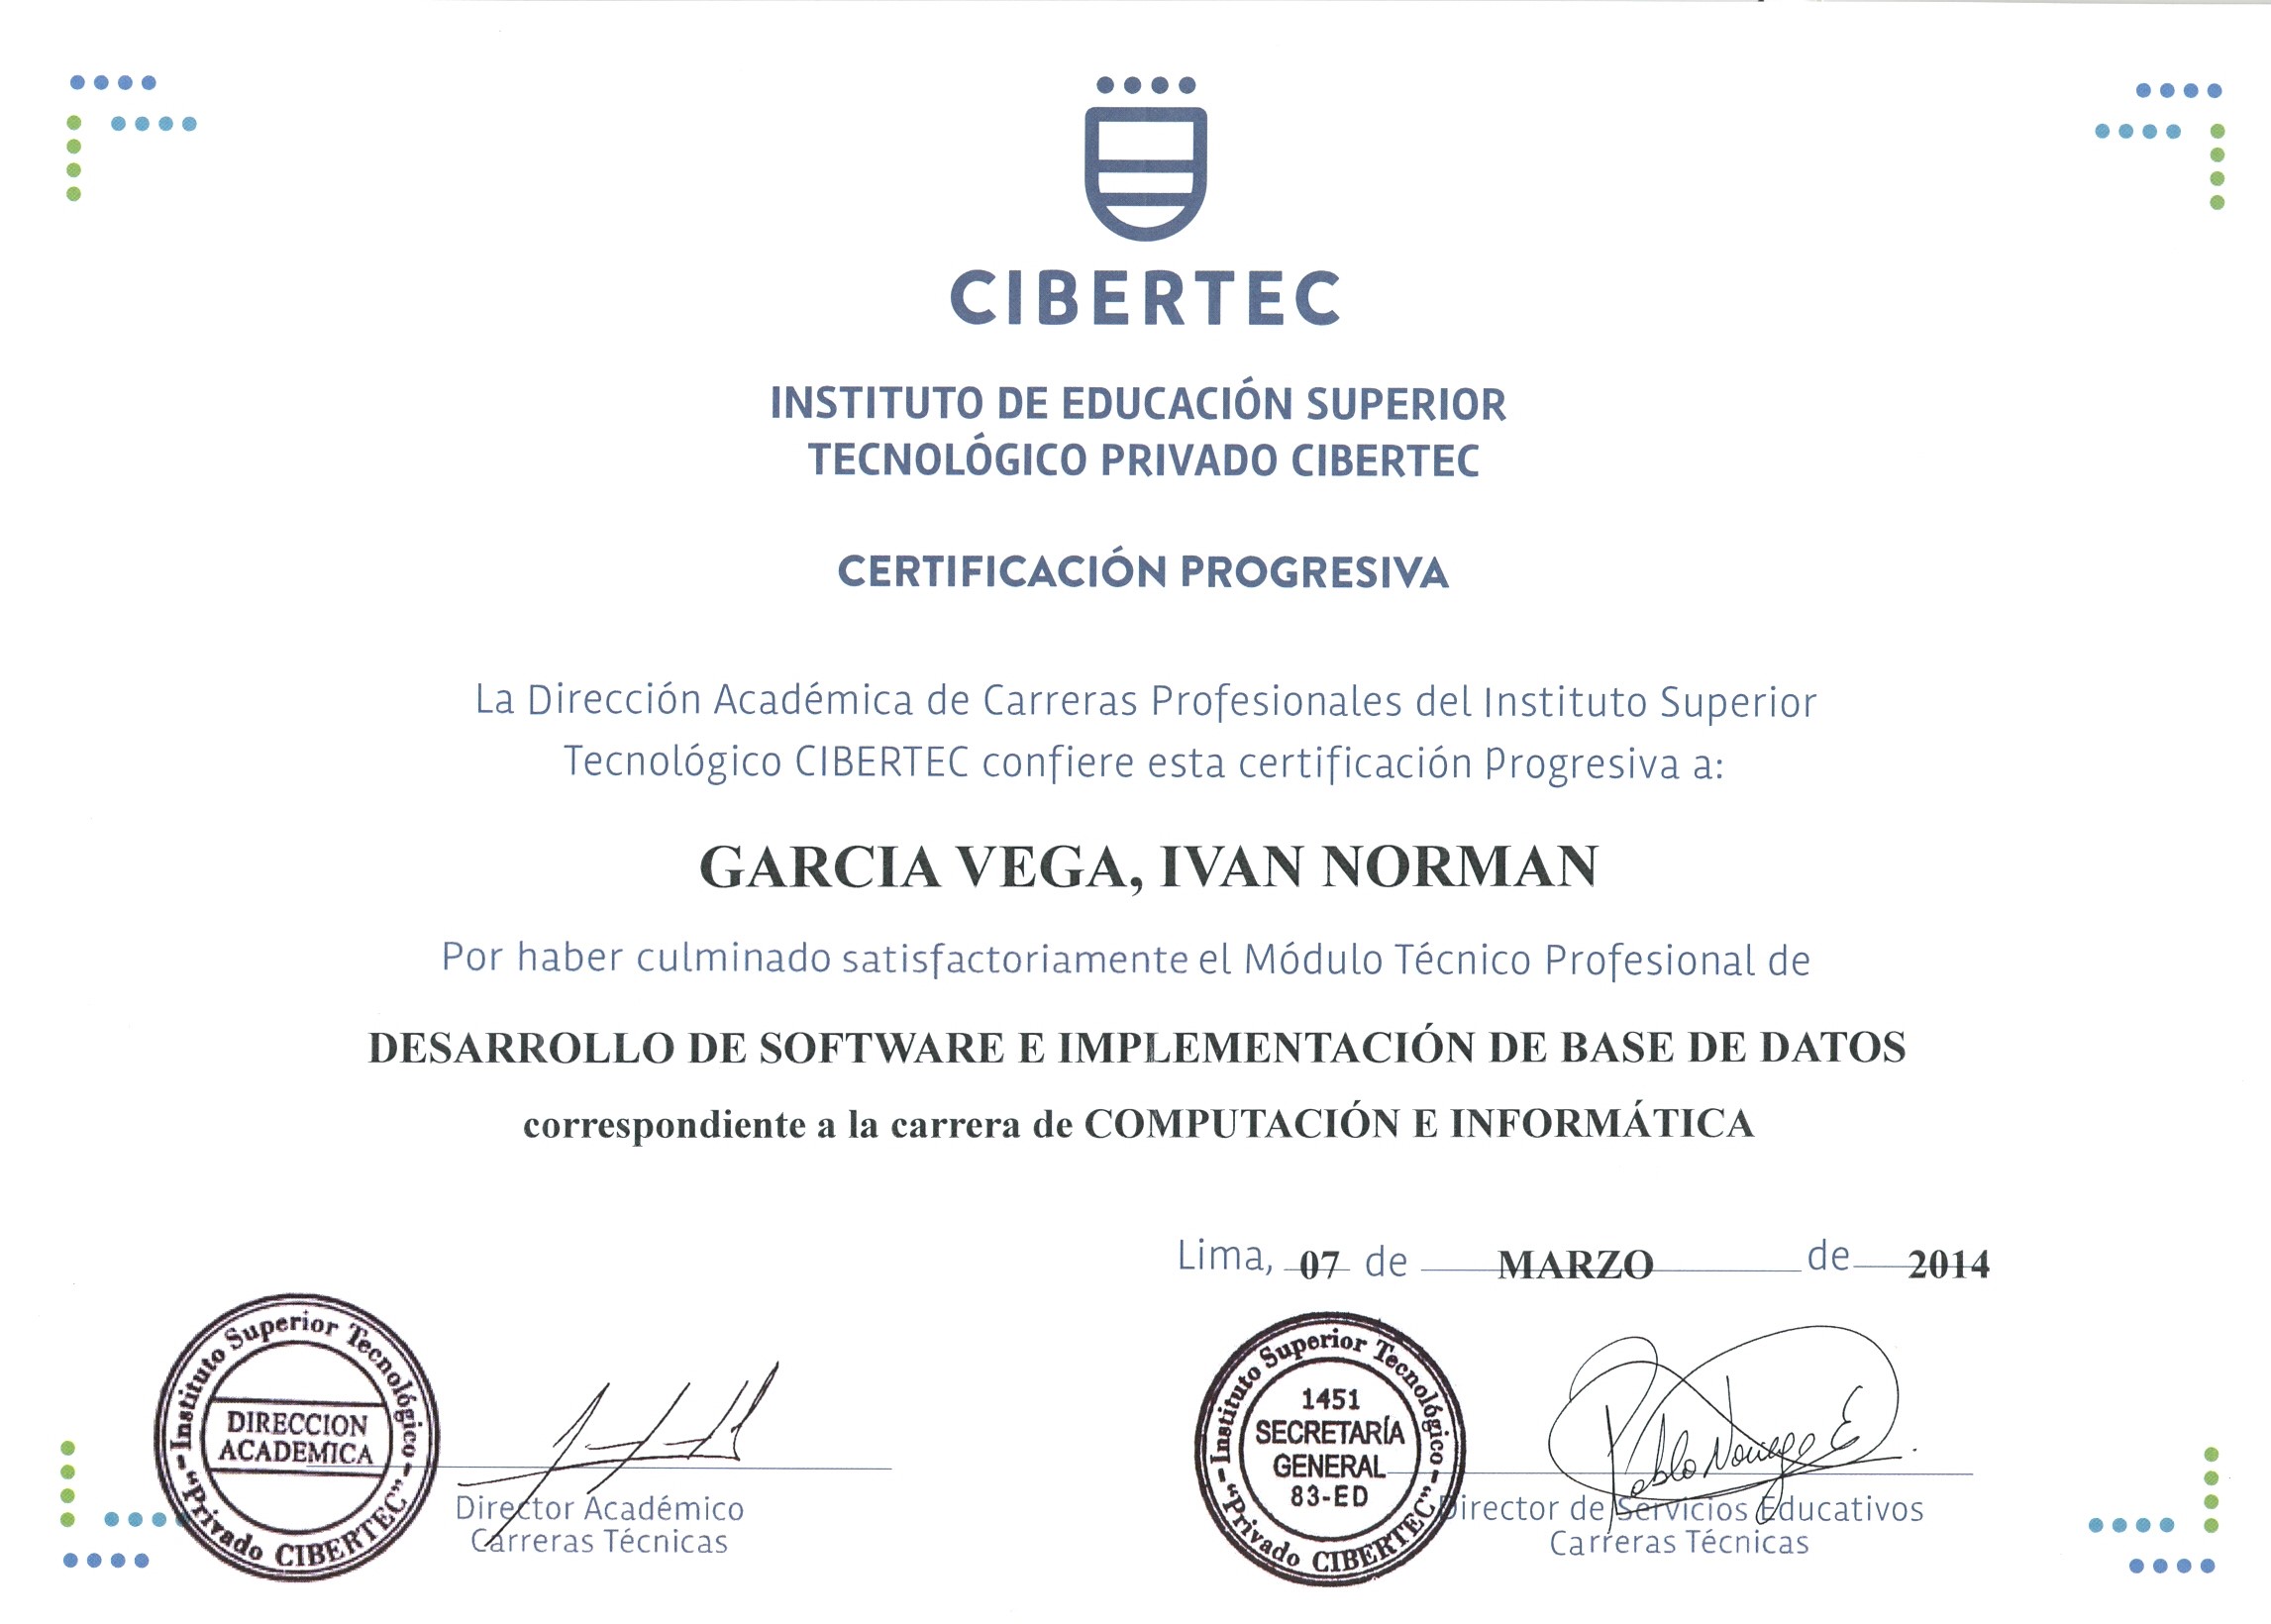 CIBERTEC
INSTITUTO DE EDUCACIÓN SUPERIOR
TECNOLÓGICO PRIVADO CIBERTEC
CERTIFICACIÓN PROGRESIVA
La Dirección Académica de Carreras Profesionales del Instituto Superior
Tecnológico CIBERTEC confiere esta certificación Progresiva a:
GARCIA VEGA, IVAN NORMAN
Por haber culminado satisfactoriamente el Módulo Técnico Profesional de
DESARROLLO DE SOFTWARE E IMPLEMENTACIÓN DE BASE DE DATOS
correspondiente a la carrera de COMPUTACIÓN E INFORMÁTICA
Lima, 07 de MARZO de 2014
Instituto Superior Tecnológico
DIRECCION
ACADEMICA
"Privado CIBERTEC"
Director Académico
Carreras Técnicas
Instituto Superior Tecnológico
1451
SECRETARÍA
GENERAL
83-ED
"Privado CIBERTEC"
Pablo Noriega E
Director de Servicios Educativos
Carreras Técnicas